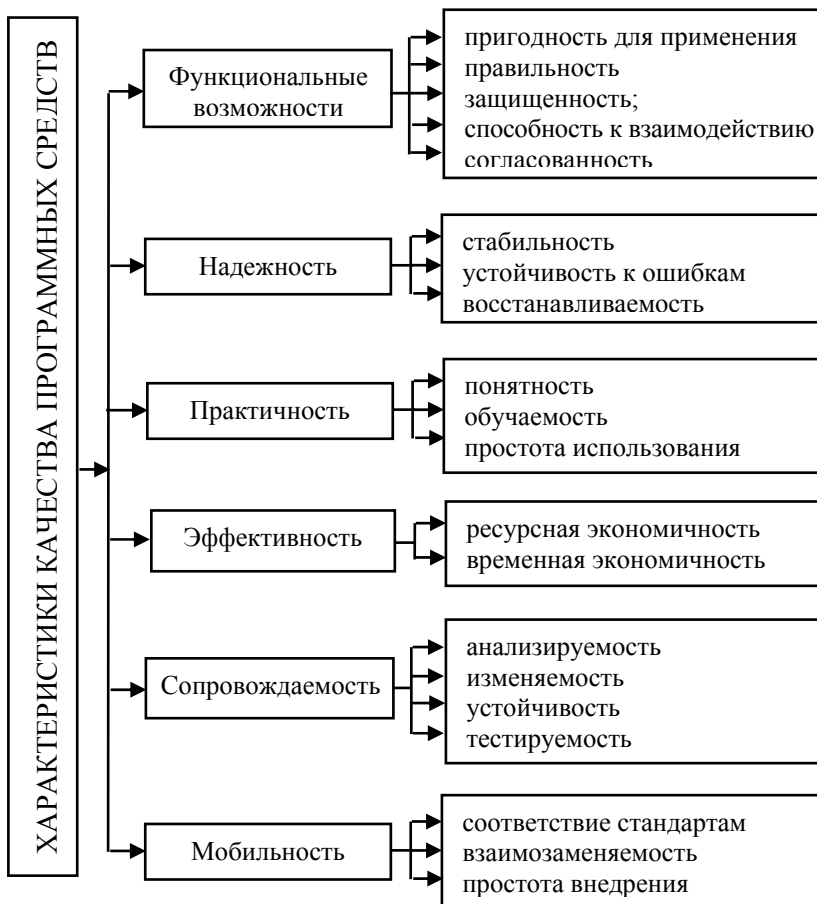 ХАРАКТЕРИСТИКИ КАЧЕСТВА ПРОГРАММНЫХ СРЕДСТВ
Функциональные
возможности
пригодность для применения
правильность
защищенность;
способность к взаимодействию
согласованность
Надежность
стабильность
устойчивость к ошибкам
восстанавливаемость
Практичность
понятность
обучаемость
простота использования
Эффективность
ресурсная экономичность
временная экономичность
Сопровождаемость
анализируемость
изменяемость
устойчивость
тестируемость
Мобильность
соответствие стандартам
взаимозаменяемость
простота внедрения